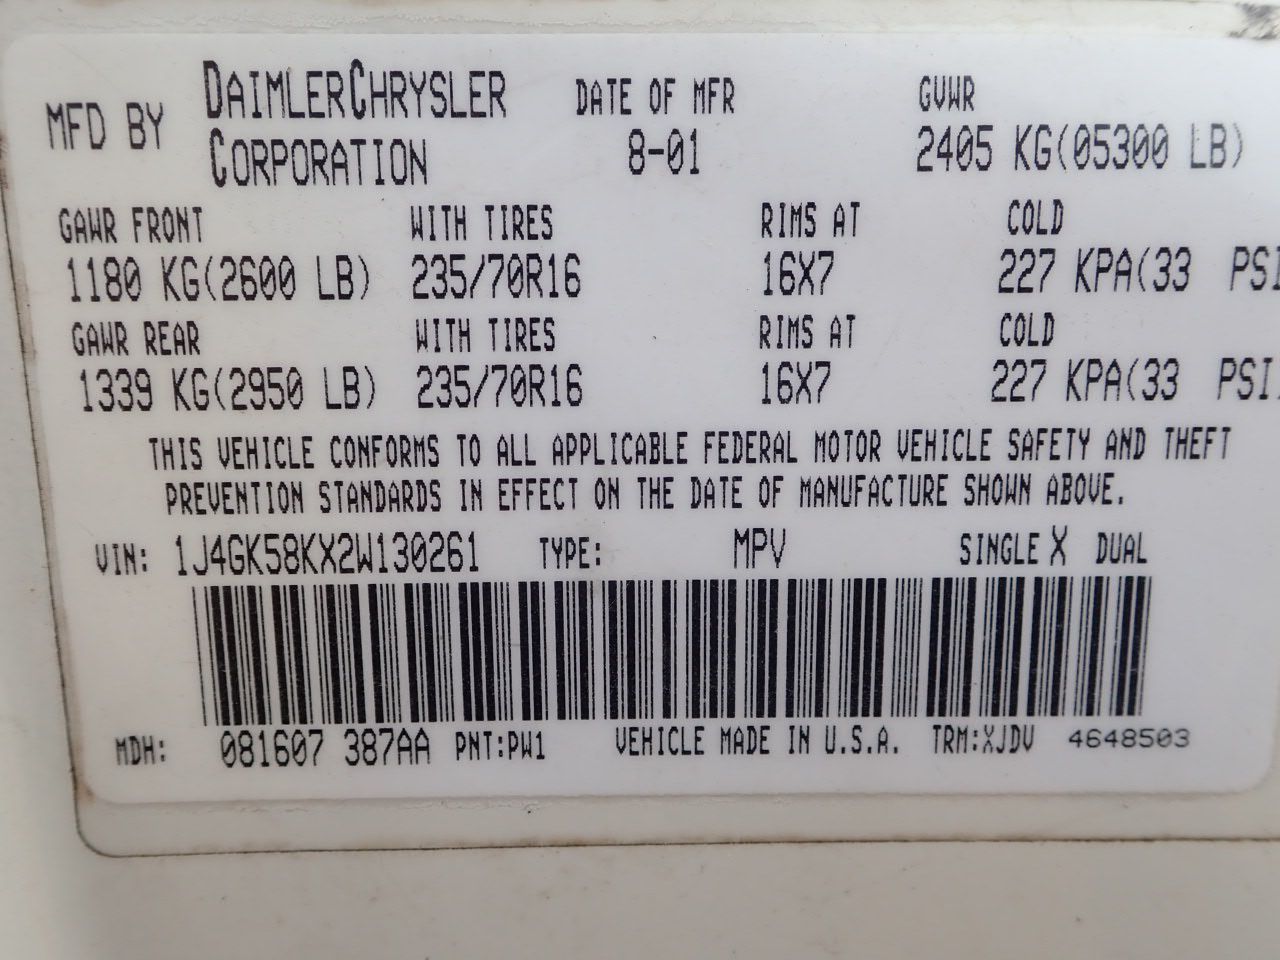 MFD BY DAIMLERCHRYSLER CORPORATION DATE OF MFR 8-01 GVWR 2405 KG(05300 LB)
GAWR FRONT WITH TIRES RIMS AT COLD
1180 KG(2600 LB) 235/70R16 16X7 227 KPA(33 PSI
GAWR REAR WITH TIRES RIMS AT COLD
1339 KG(2950 LB) 235/70R16 16X7 227 KPA(33 PSI
THIS VEHICLE CONFORMS TO ALL APPLICABLE FEDERAL MOTOR VEHICLE SAFETY AND THEFT
PREVENTION STANDARDS IN EFFECT ON THE DATE OF MANUFACTURE SHOWN ABOVE.
VIN: 1J4GK58KX2W130261 TYPE: MPV SINGLE X DUAL
MDH: 081607 387AA PNT:PW1 VEHICLE MADE IN U.S.A. TRM:XJDV 4648503